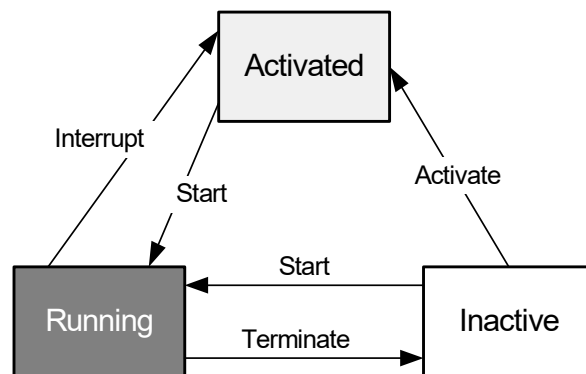 Activated
Interrupt
Start
Activate
Start
Running
Inactive
Terminate